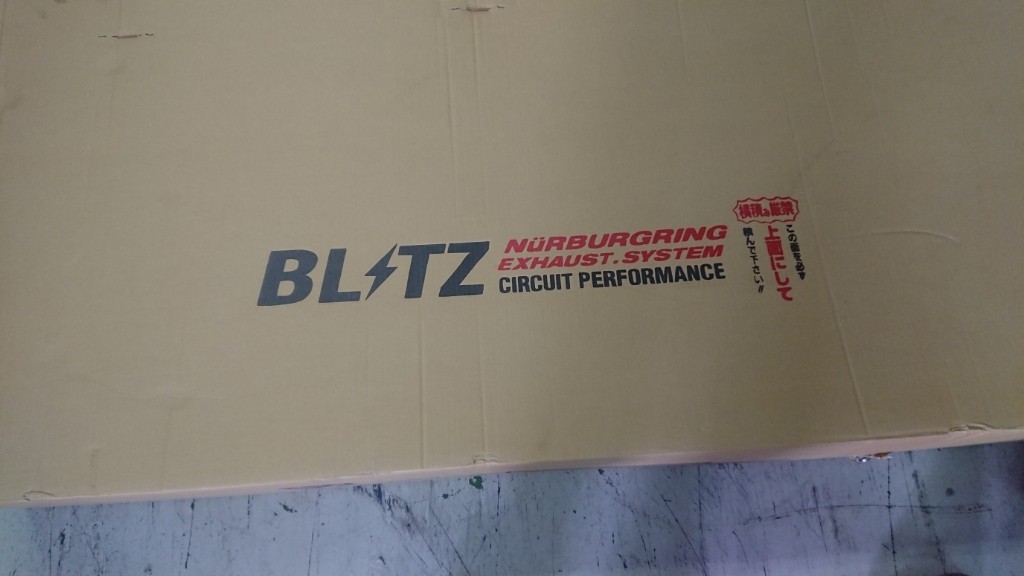 BLITZ
NÜRBURGRING
EXHAUST. SYSTEM
CIRCUIT PERFORMANCE
横積み厳禁
この面を必ず
上面にして
積んで下さい!!